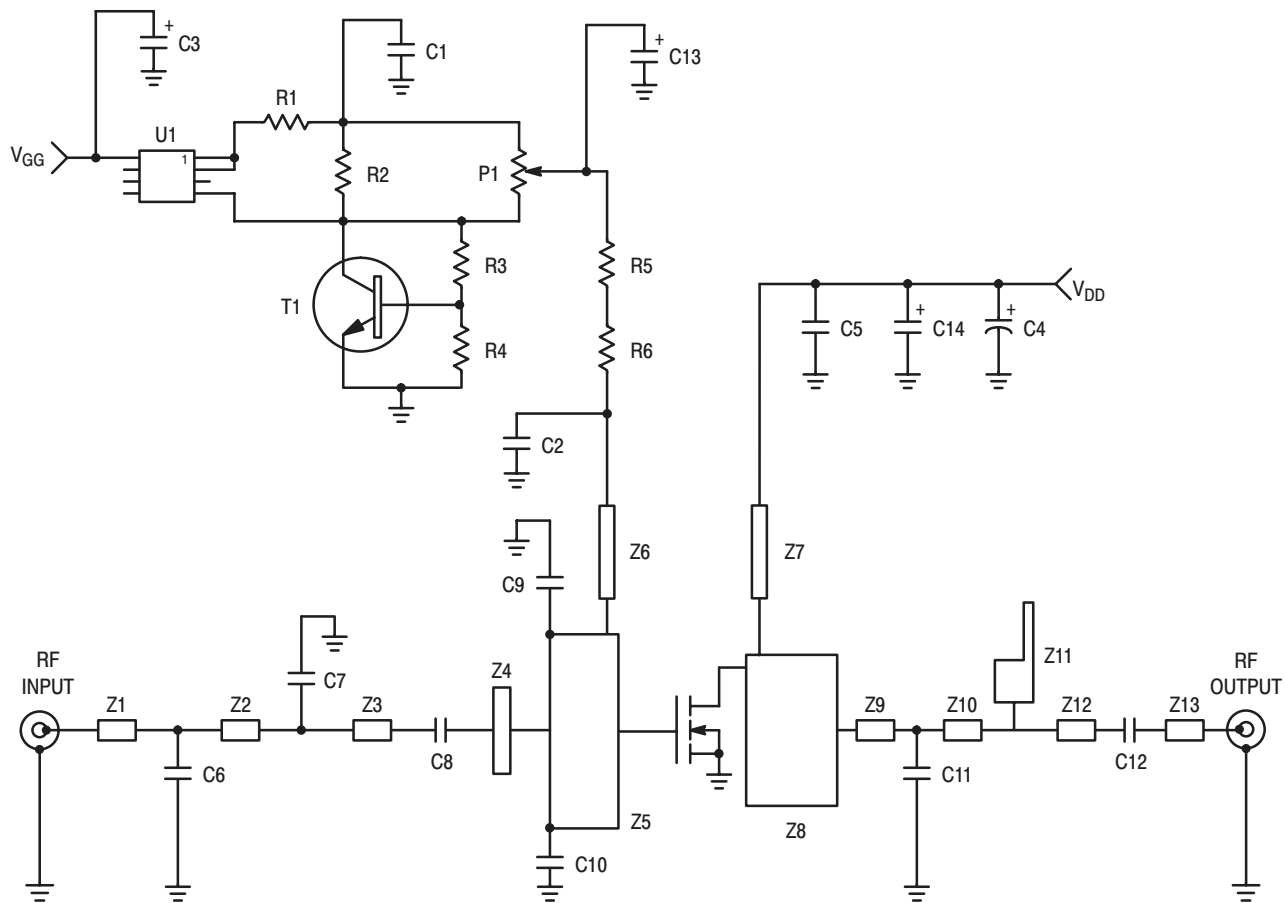 +
C3
C1
+
C13
R1
U1
VGG
1
R2
P1
R3
R5
T1
VDD
+
+
C5
C14
C4
R4
R6
C2
Z6
Z7
C9
RF
INPUT
C7
Z4
Z11
RF
OUTPUT
Z1
Z2
Z3
Z9
Z10
Z12
Z13
C8
C6
C12
C11
Z5
Z8
C10